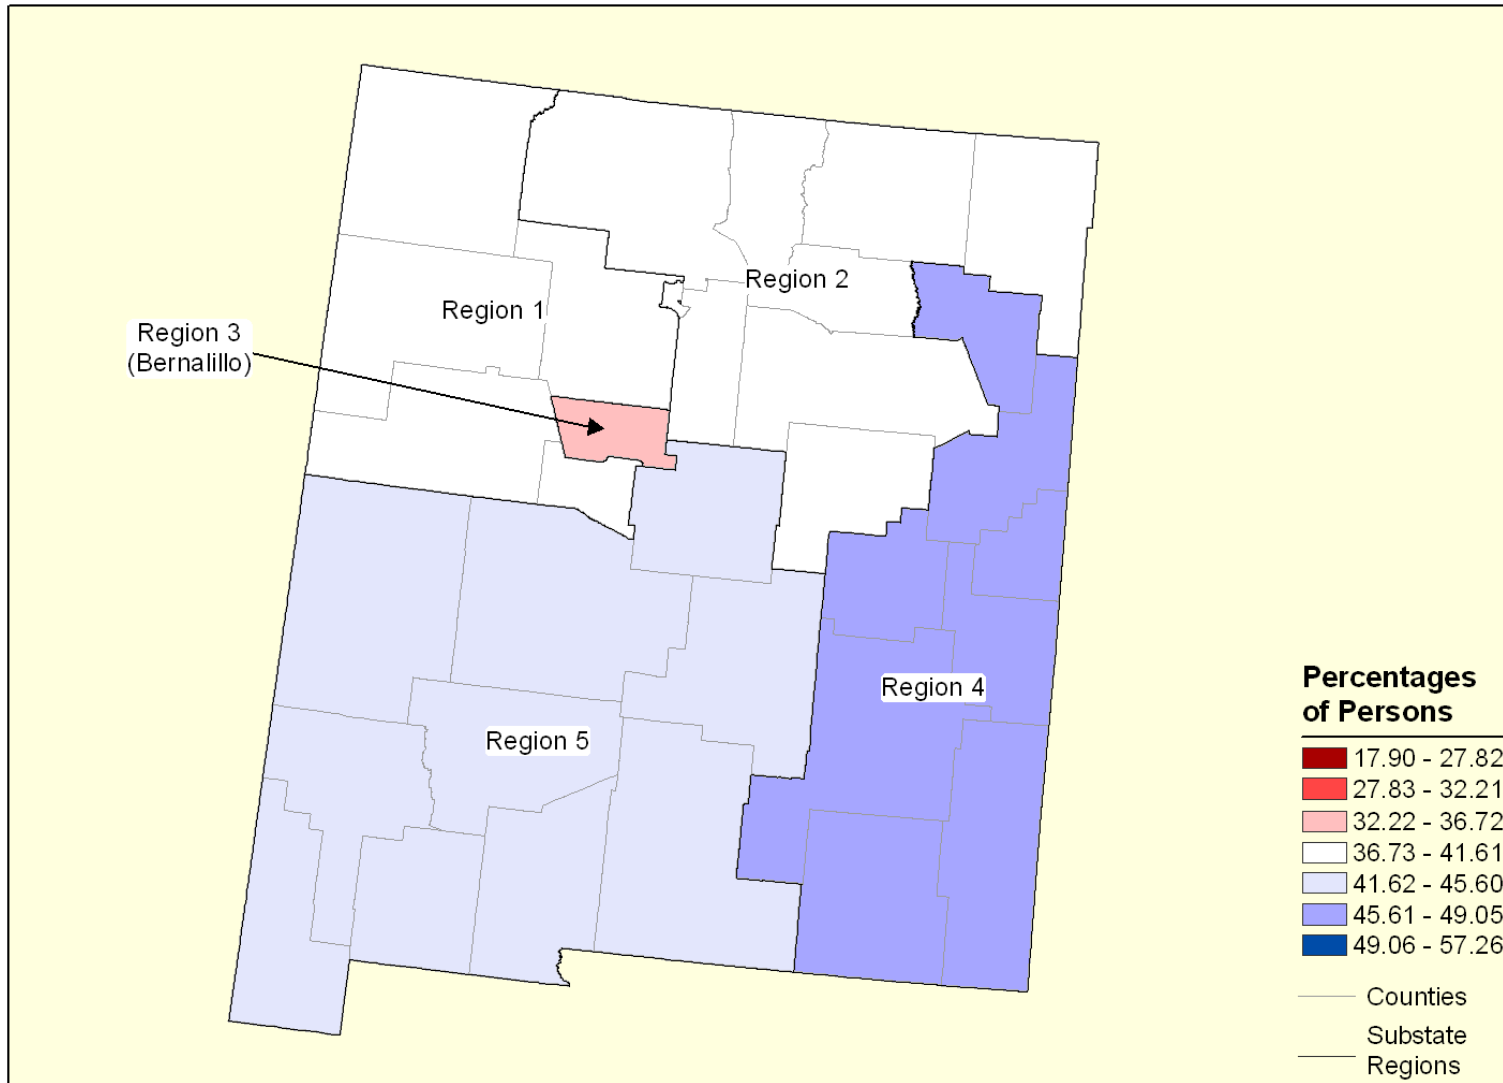 Region 2
Region 1
Region 3
(Bernalillo)
Region 4
Region 5
Percentages
of Persons
17.90 - 27.82
27.83 - 32.21
32.22 - 36.72
36.73 - 41.61
41.62 - 45.60
45.61 - 49.05
49.06 - 57.26
Counties
Substate
Regions